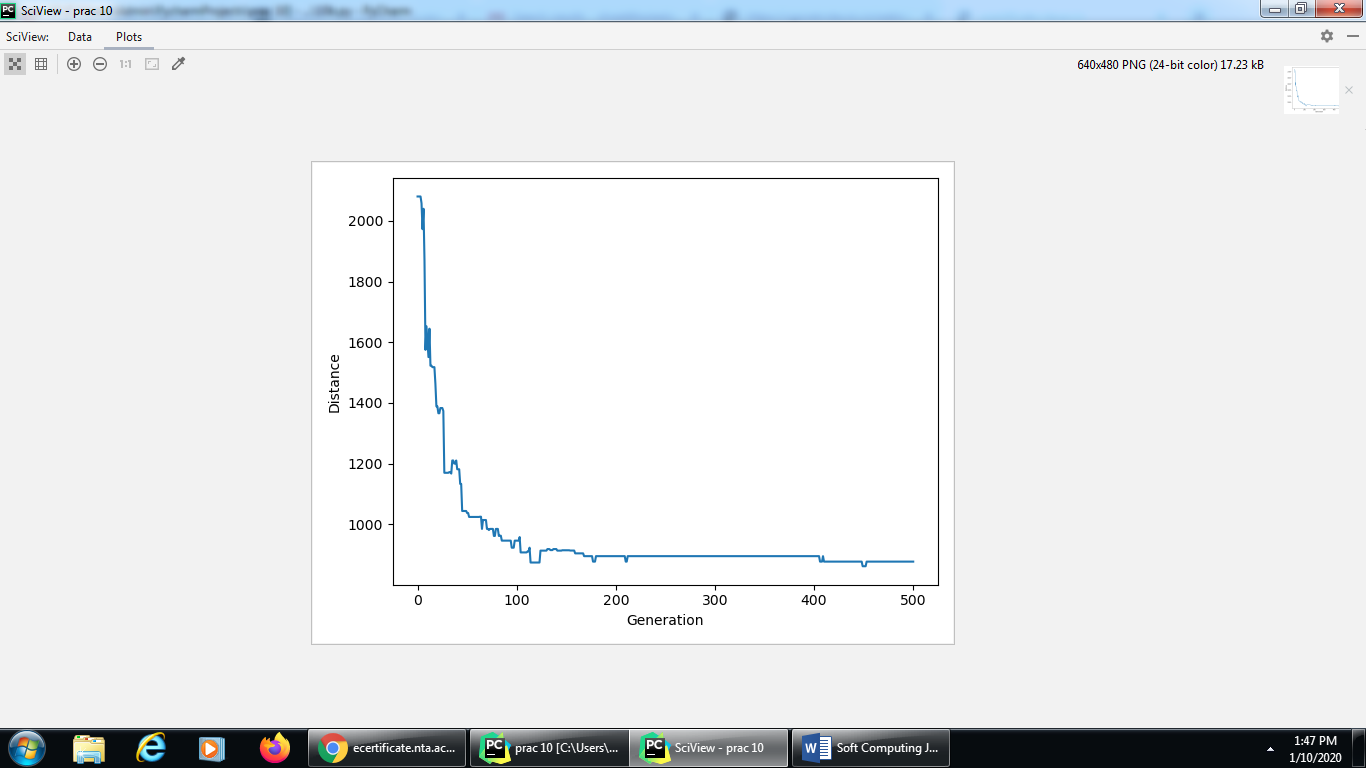 SciView - prac 10
SciView: Data Plots
1:1
640x480 PNG (24-bit color) 17.23 kB
2000
1800
1600
1400
1200
1000
Distance
0 100 200 300 400 500
Generation
ecertificate.nta.ac...
prac 10 [C:\Users\...
SciView - prac 10
Soft Computing J...
1:47 PM
1/10/2020